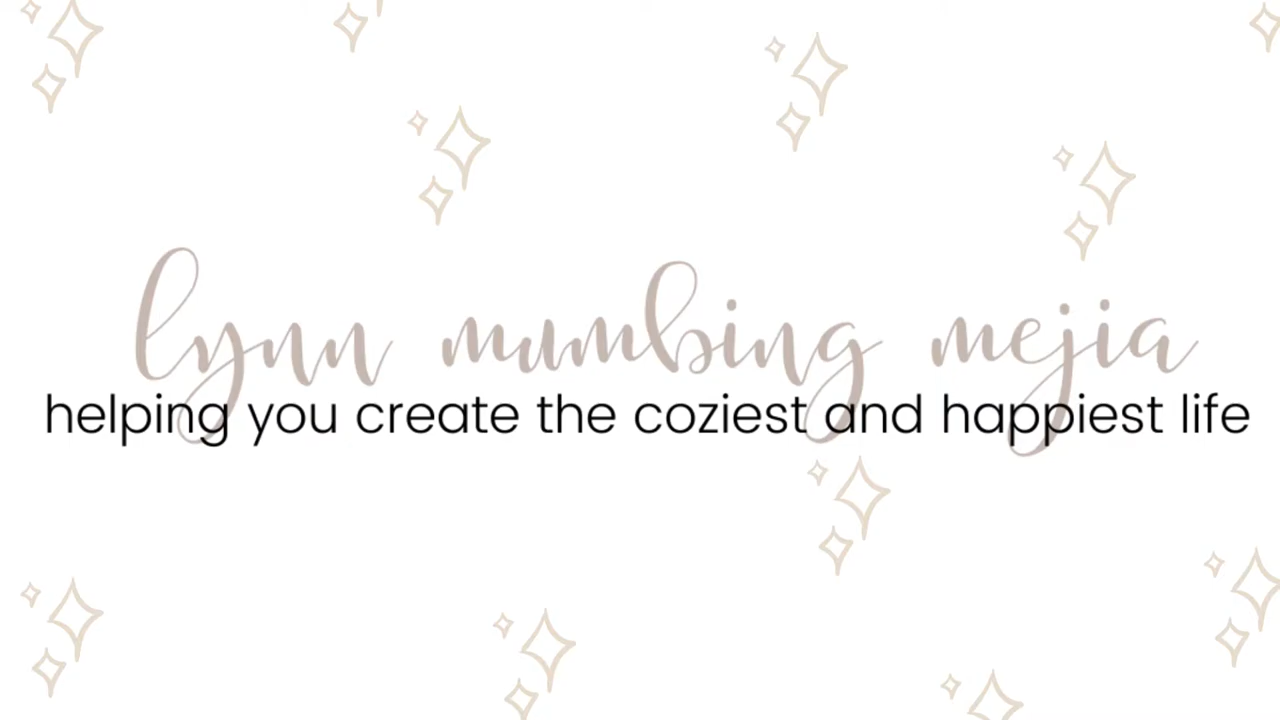 lynn mumbing mejia
helping you create the coziest and happiest life